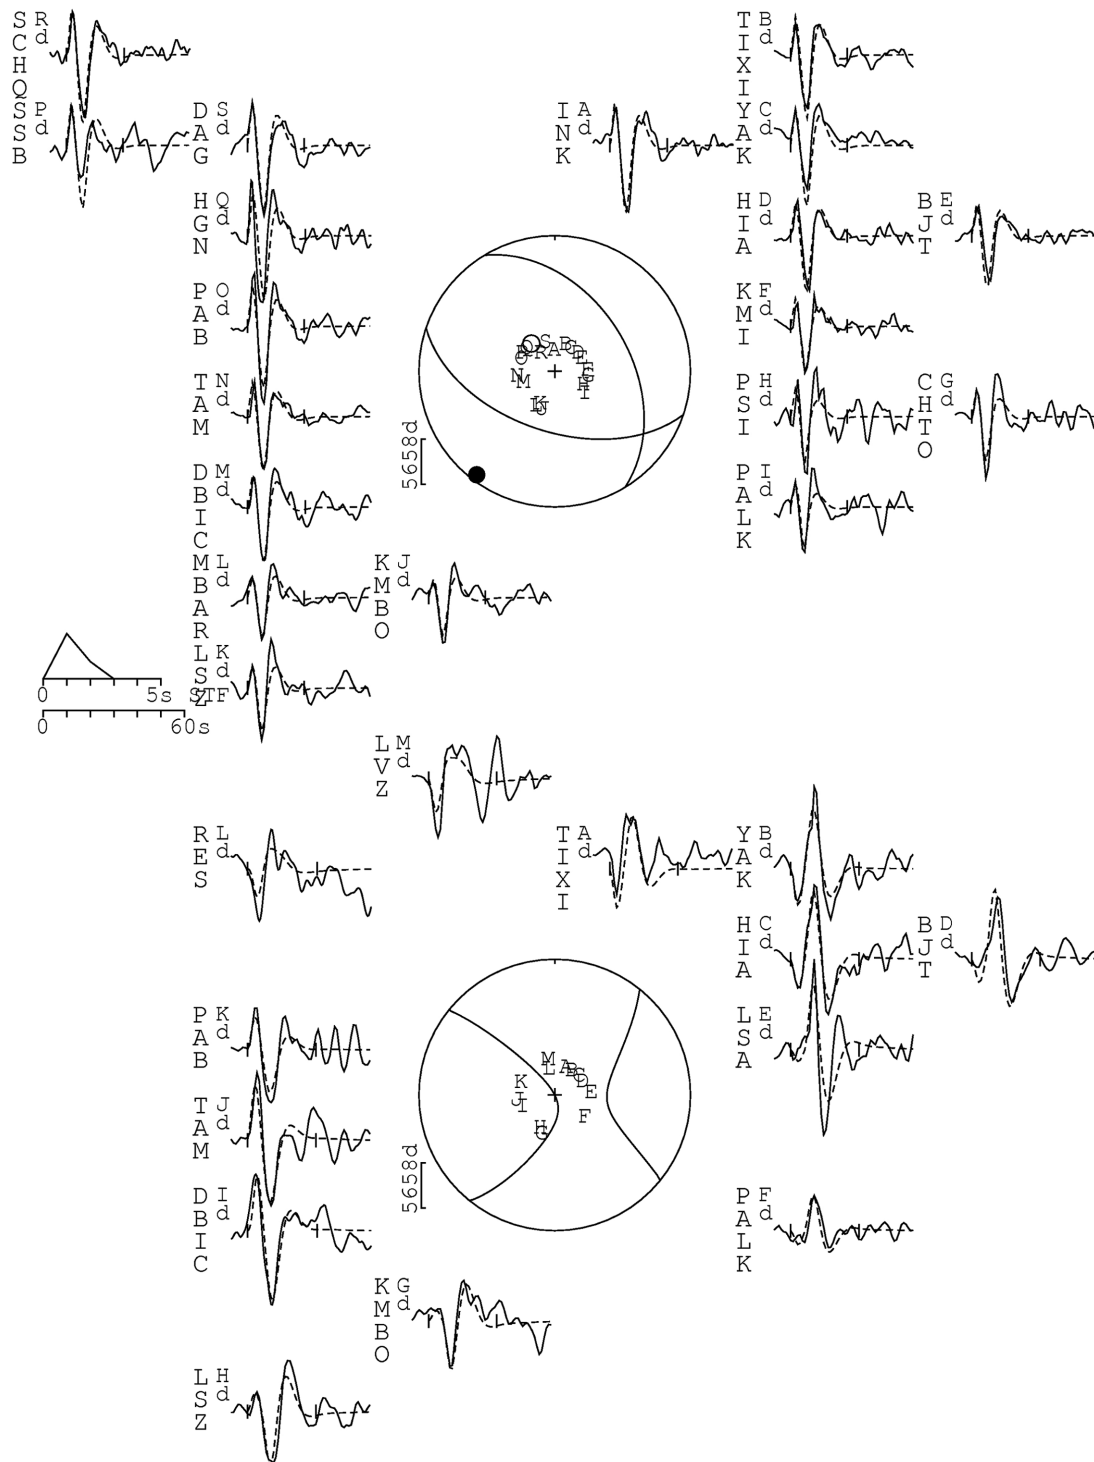 SCHQ
R
d
SSB
P
d
DAG
S
d
INK
A
d
TIXI
B
d
YAK
C
d
HGN
Q
d
HIA
D
d
BJT
E
d
PAB
O
d
KMI
F
d
TAM
N
d
PSI
H
d
CHTO
G
d
S
A
B
R
E
G
H
I
N
M
K
J
5658d
DBIC
M
d
PALK
I
d
MBAR
L
d
KMBO
J
d
LSZ
K
d
0 5s STF
0 60s
LVZ
M
d
RES
L
d
TIXI
A
d
YAK
B
d
HIA
C
d
BJT
D
d
PAB
K
d
LSA
E
d
M
L
A
B
C
D
K
E
J
I
F
H
G
5658d
TAM
J
d
DBIC
I
d
PALK
F
d
KMBO
G
d
LSZ
H
d